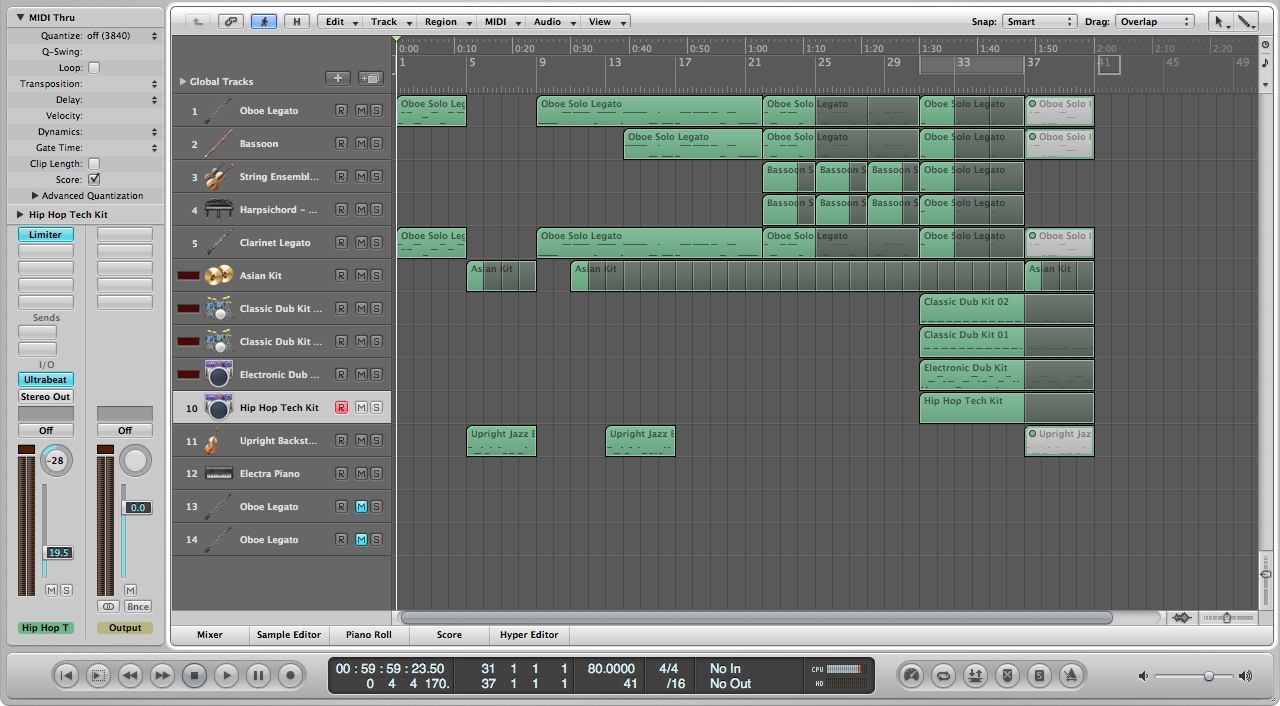 MIDI Thru
Quantize: off (3840)
Q-Swing:
Loop:
Transposition:
Delay:
Velocity:
Dynamics:
Gate Time:
Clip Length:
Score:
Advanced Quantization
Hip Hop Tech Kit
Limiter
Sends
I/O
Ultrabeat
Stereo Out
Off Off
-28
0.0
19.5
M S M
Bnce
Hip Hop T Output
H Edit Track Region MIDI Audio View Snap: Smart Drag: Overlap
0:00 0:10 0:20 0:30 0:40 0:50 1:00 1:10 1:20 1:30 1:40 1:50 2:00 2:10 2:20
1 5 9 13 17 21 25 29 33 37 41 45 49
Global Tracks
1 Oboe Legato R M S Oboe Solo Leg Oboe Solo Legato Oboe Solo Legato Oboe Solo Legato Oboe Solo l
2 Bassoon R M S Oboe Solo Legato Oboe Solo Legato Oboe Solo Legato Oboe Solo l
3 String Ensembl... R M S Bassoon S Bassoon S Bassoon S Oboe Solo Legato
4 Harpsichord - ... R M S Bassoon S Bassoon S Bassoon S Oboe Solo Legato
5 Clarinet Legato R M S Oboe Solo Leg Oboe Solo Legato Oboe Solo Legato Oboe Solo Legato Oboe Solo l
Asian Kit R M S Asian Kit Asian Kit Asian Kit
Classic Dub Kit ... R M S Classic Dub Kit 02
Classic Dub Kit ... R M S Classic Dub Kit 01
Electronic Dub ... R M S Electronic Dub Kit
10 Hip Hop Tech Kit R M S Hip Hop Tech Kit
11 Upright Backst... R M S Upright Jazz B Upright Jazz B Upright Jaz
12 Electra Piano R M S
13 Oboe Legato R M S
14 Oboe Legato R M S
Mixer Sample Editor Piano Roll Score Hyper Editor
00 : 59 : 59 : 23.50 31 1 1 1 80.0000 4/4 No In CPU
0 4 4 170. 37 1 1 1 41 /16 No Out HD
S